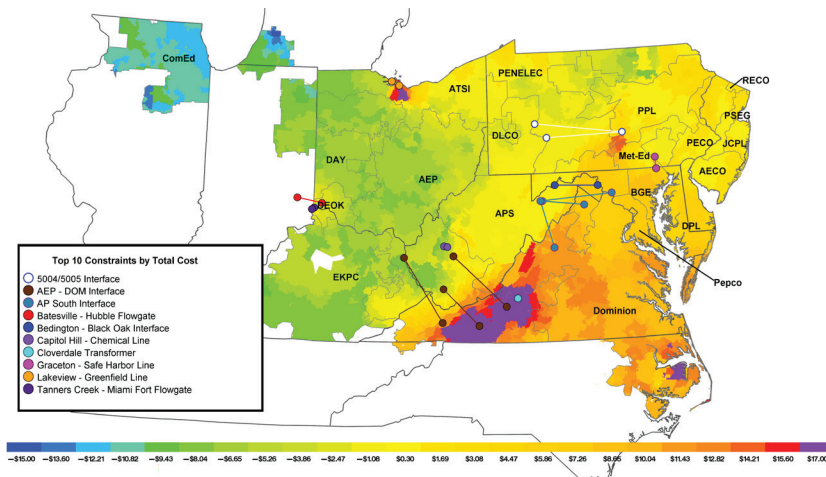 ComEd
ATSI
PENELEC
RECO
PPL
PSEG
DLCO
DAY
PECO
JCPL
Met-Ed
AEP
AECO
BGE
DEOK
APS
DPL
Top 10 Constraints by Total Cost
5004/5005 Interface
AEP - DOM Interface
AP South Interface
Batesville - Hubble Flowgate
Bedington - Black Oak Interface
Capitol Hill - Chemical Line
Cloverdale Transformer
Graceton - Safe Harbor Line
Lakeview - Greenfield Line
Tanners Creek - Miami Fort Flowgate
EKPC
Pepco
Dominion
–$15.00 –$13.60 –$12.21 –$10.82 –$9.43 –$8.04 –$6.65 –$5.26 –$3.86 –$2.47 –$1.08 $0.30 $1.69 $3.08 $4.47 $5.86 $7.26 $8.65 $10.04 $11.43 $12.82 $14.21 $15.60 $17.00